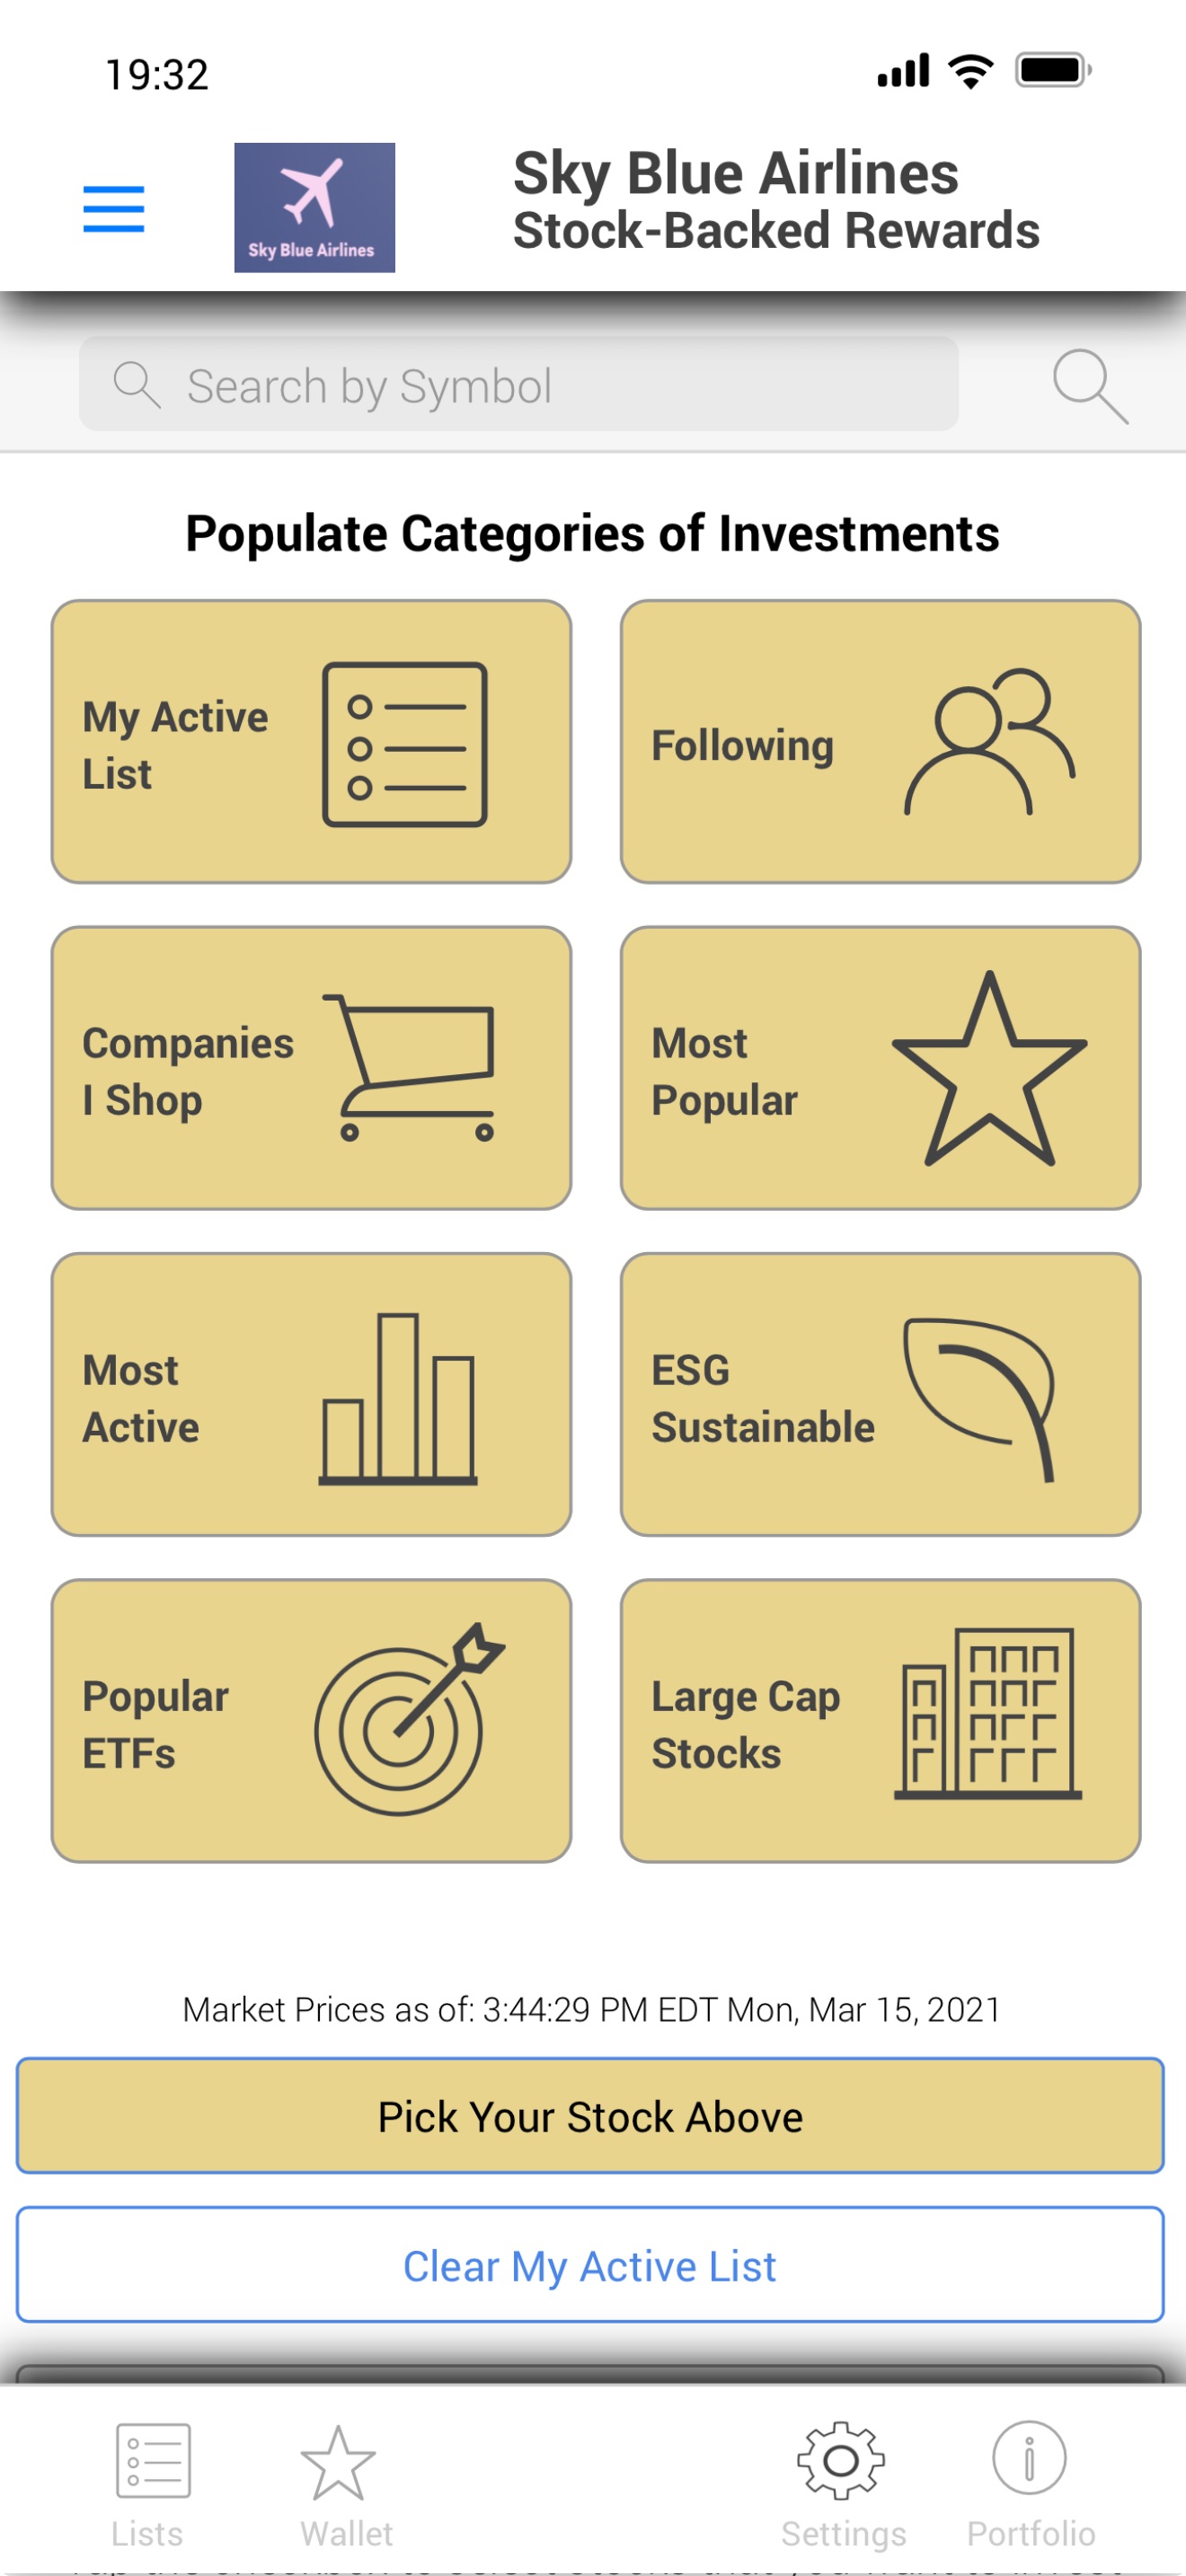 19:32
Sky Blue Airlines
Sky Blue Airlines
Stock-Backed Rewards
Search by Symbol
Populate Categories of Investments
My Active
List
Following
Companies
I Shop
Most
Popular
Most
Active
ESG
Sustainable
Popular
ETFs
Large Cap
Stocks
Market Prices as of: 3:44:29 PM EDT Mon, Mar 15, 2021
Pick Your Stock Above
Clear My Active List
Lists
Wallet
Settings
Portfolio